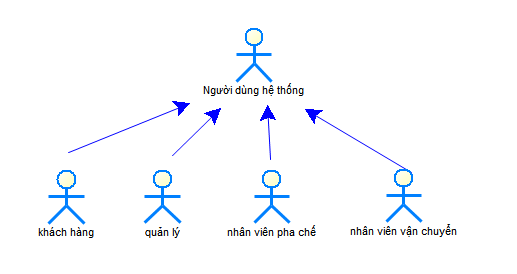 Người dùng hệ thống
khách hàng
quản lý
nhân viên pha chế
nhân viên vận chuyển